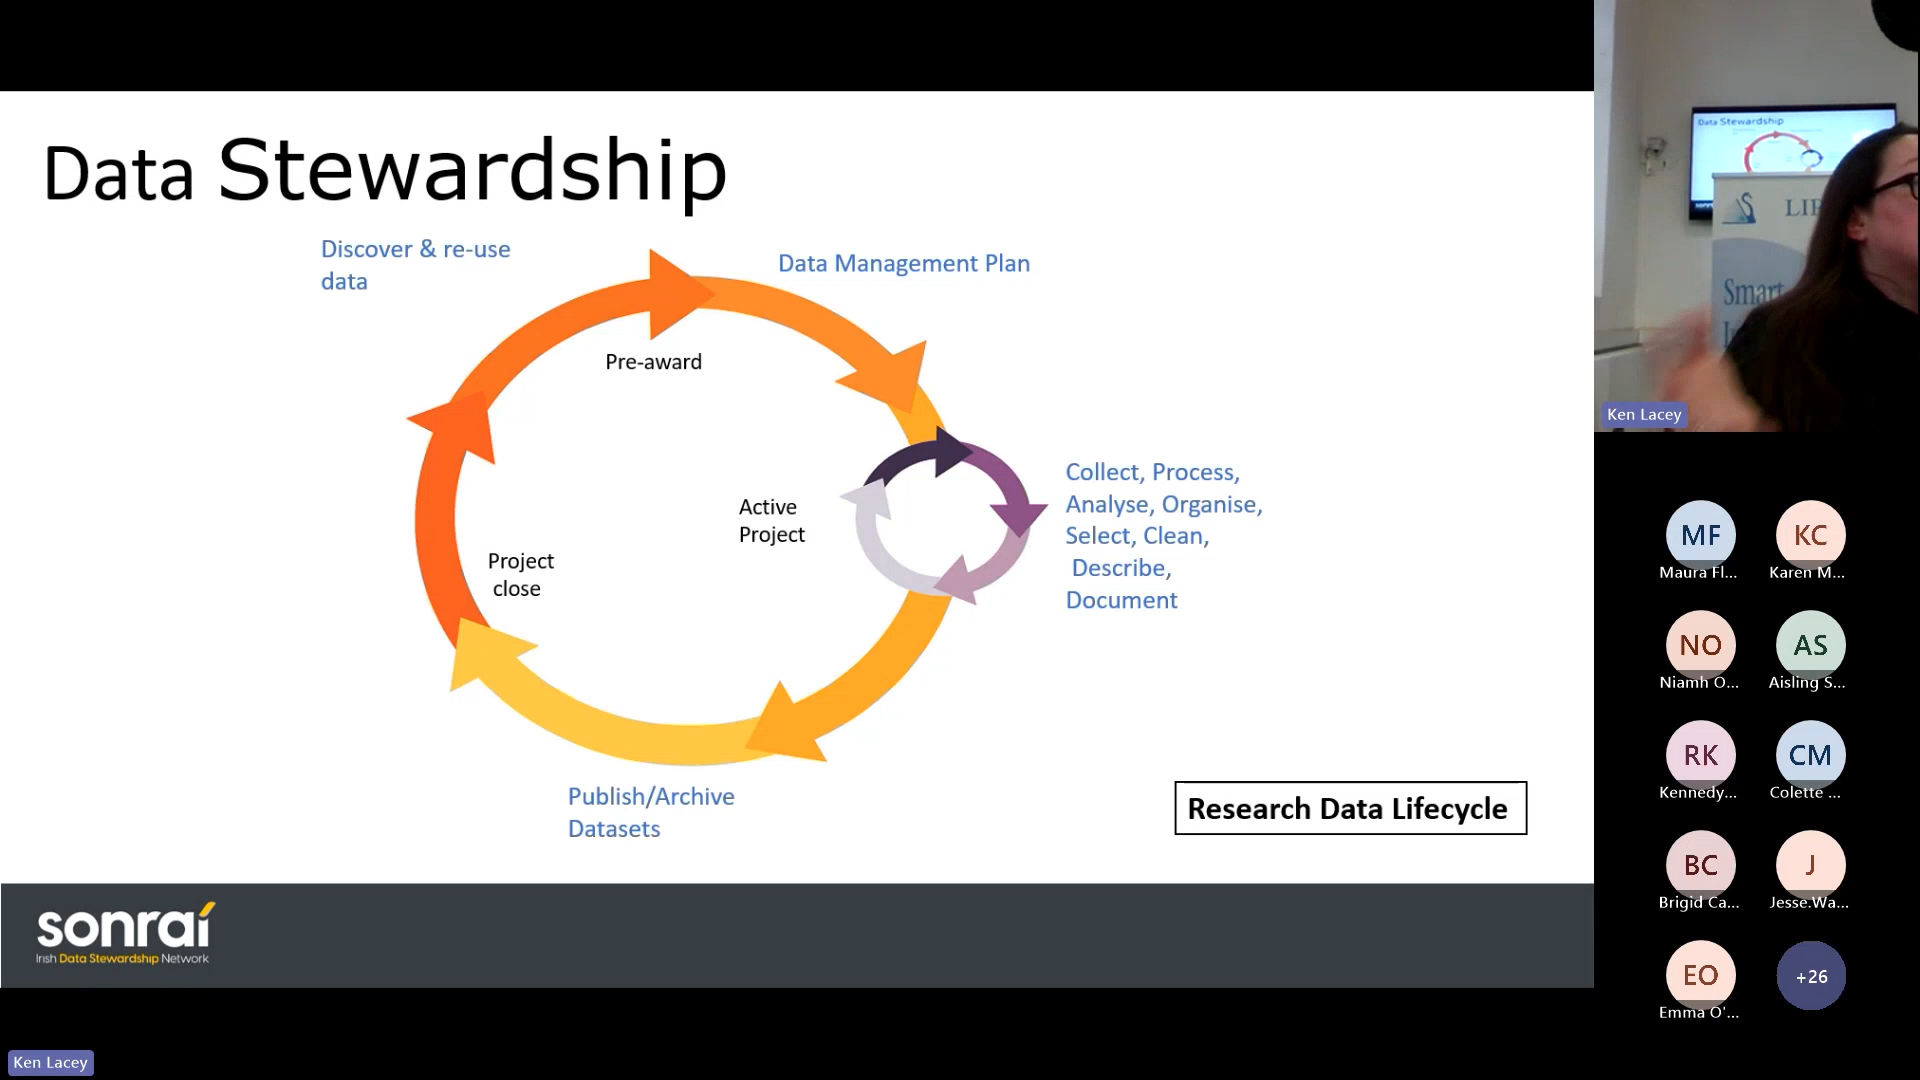 Data Stewardship
Discover & re-use
data
Data Management Plan
Pre-award
Active
Project
Collect, Process,
Analyse, Organise,
Select, Clean,
Describe,
Document
Project
close
Publish/Archive
Datasets
Research Data Lifecycle
sonraí
Irish Data Stewardship Network
Ken Lacey
Data Stewardship
Smart
Ken Lacey
MF
Maura Fl...
KC
Karen M...
NO
Niamh O...
AS
Aisling S...
RK
Kennedy...
CM
Colette ...
BC
Brigid Ca...
J
Jesse.Wa...
EO
Emma O'...
+26